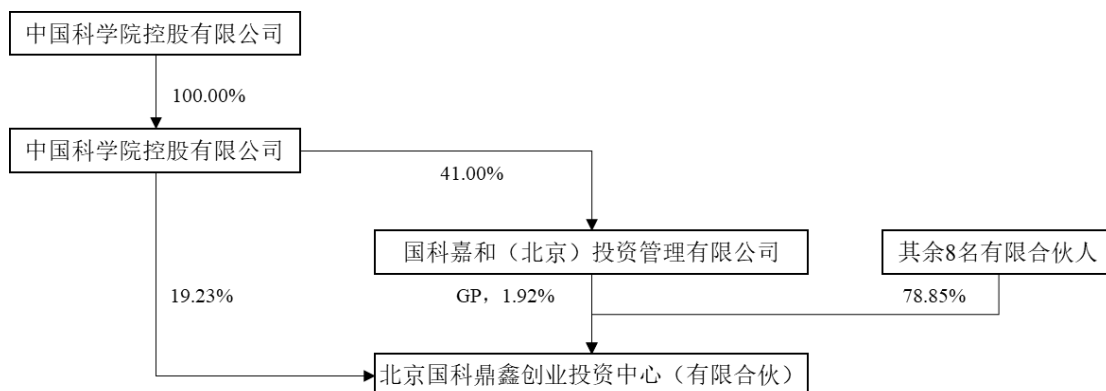 中国科学院控股有限公司
100.00%
中国科学院控股有限公司
41.00%
国科嘉和（北京）投资管理有限公司
其余8名有限合伙人
19.23%
GP，1.92%
78.85%
北京国科鼎鑫创业投资中心（有限合伙）